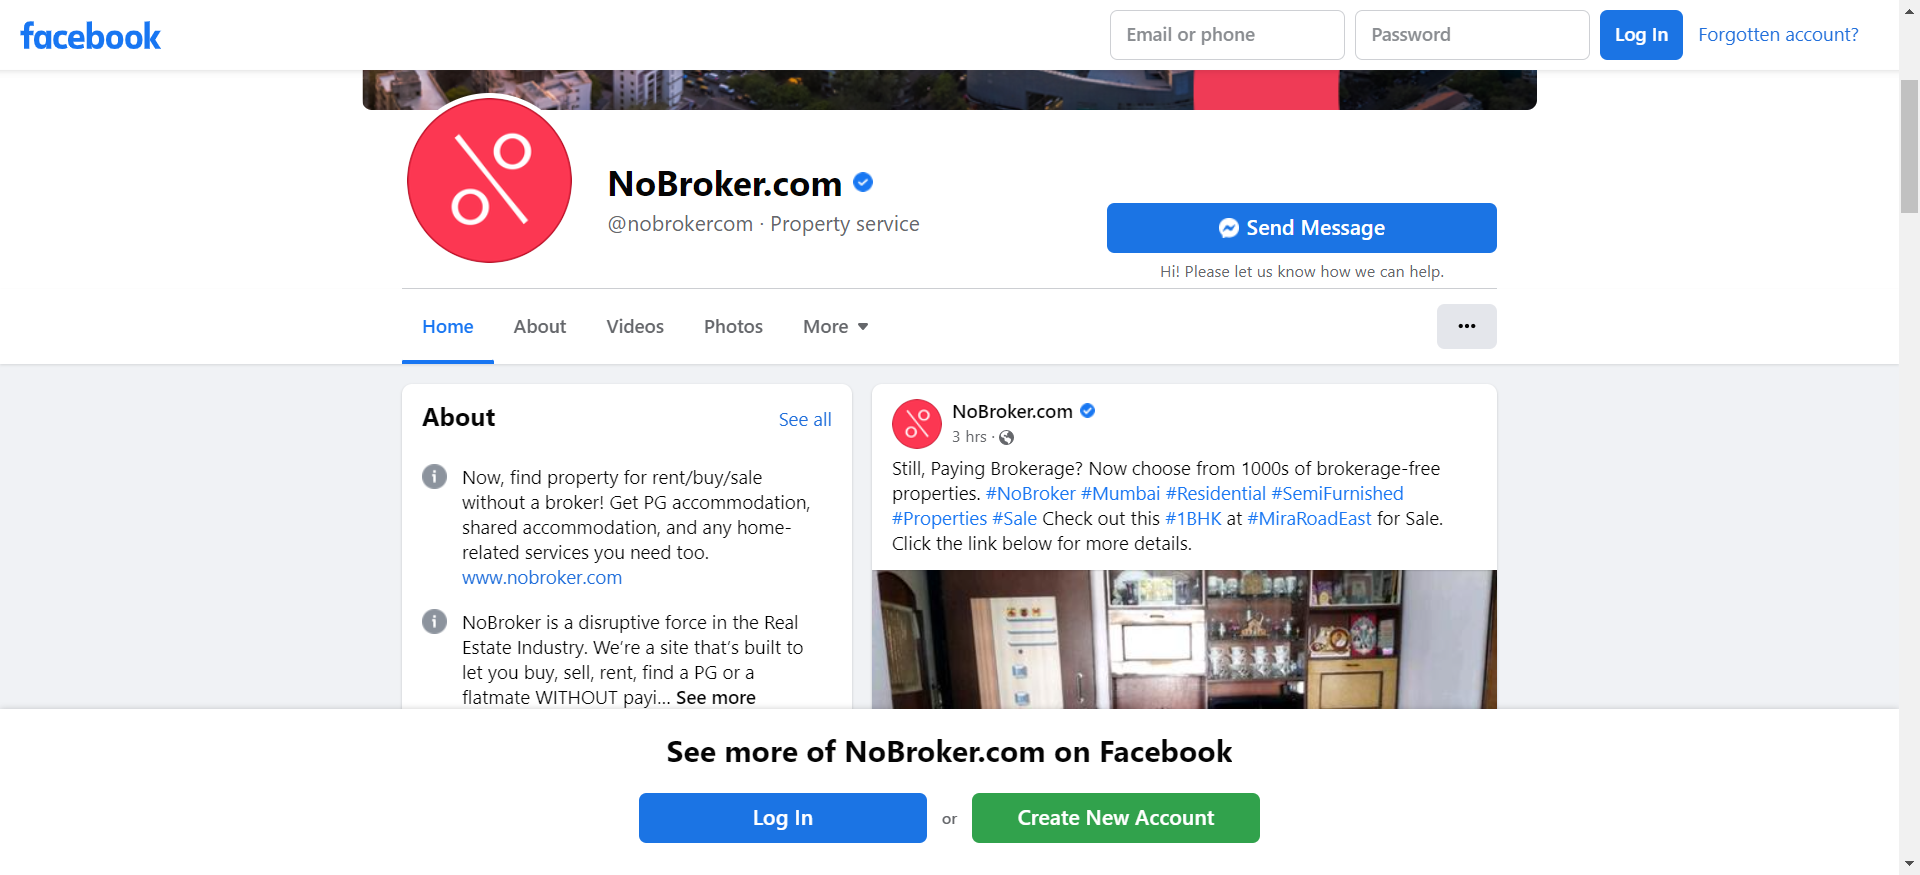 facebook
Email or phone
Password
Log In
Forgotten account?
NoBroker.com
@nobrokercom · Property service
Send Message
Hi! Please let us know how we can help.
Home
About
Videos
Photos
More
About
See all
Now, find property for rent/buy/sale
without a broker! Get PG accommodation,
shared accommodation, and any home-
related services you need too.
www.nobroker.com
NoBroker is a disruptive force in the Real
Estate Industry. We’re a site that’s built to
let you buy, sell, rent, find a PG or a
flatmate WITHOUT payi... See more
NoBroker.com
3 hrs ·
Still, Paying Brokerage? Now choose from 1000s of brokerage-free
properties. #NoBroker #Mumbai #Residential #SemiFurnished
#Properties #Sale Check out this #1BHK at #MiraRoadEast for Sale.
Click the link below for more details.
See more of NoBroker.com on Facebook
Log In
or
Create New Account